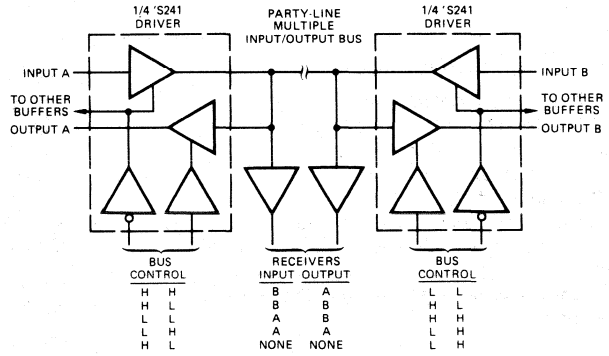 1/4 'S241
DRIVER
PARTY-LINE
MULTIPLE
INPUT/OUTPUT BUS
1/4 'S241
DRIVER
INPUT A
INPUT B
TO OTHER
BUFFERS
TO OTHER
BUFFERS
OUTPUT A
OUTPUT B
BUS
CONTROL
RECEIVERS
INPUT OUTPUT
BUS
CONTROL
H H B A L L
H L B B H L
L L A B H H
L H A A L H
H L NONE NONE L H